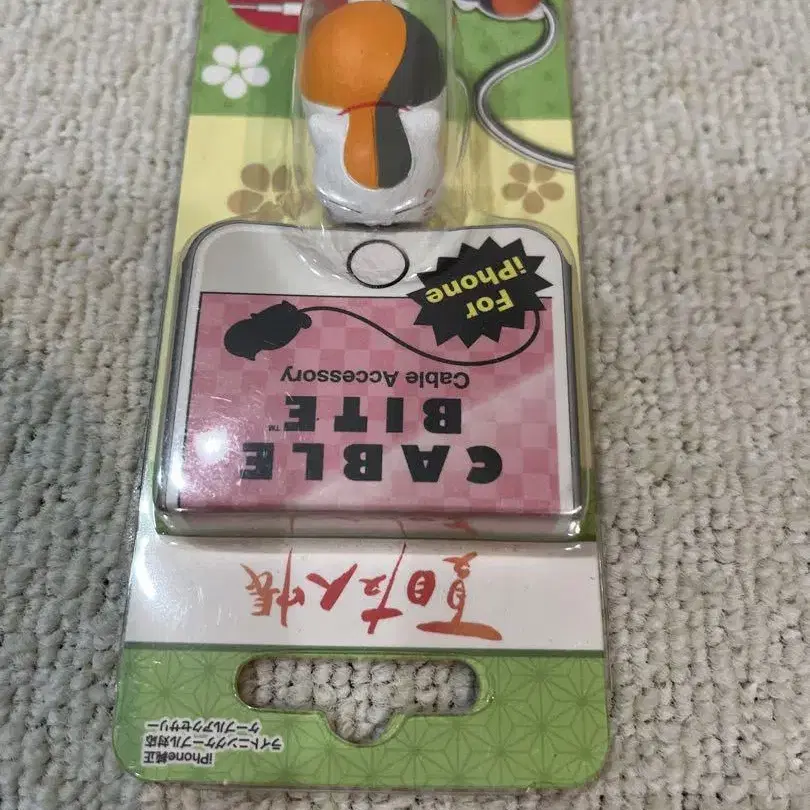 iPhone純正
ライトニングケーブル対応
ケーブルアクセサリー
夏目友人帳
CABLE
BITE™
Cable Accessory
For
iPhone